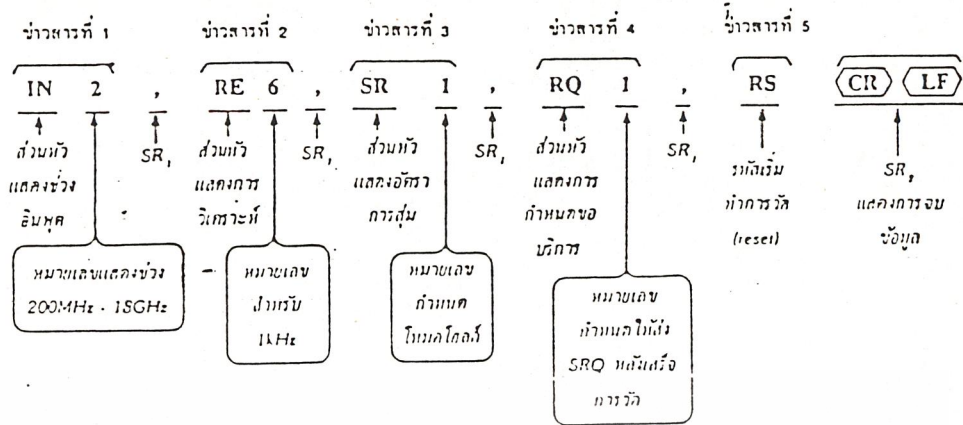 ข่าวสารที่ 1 ข่าวสารที่ 2 ข่าวสารที่ 3 ข่าวสารที่ 4 ข่าวสารที่ 5
IN 2 , RE 6 , SR 1 , RQ 1 , RS CR LF
ส่วนหัว
แสดงช่วง
อินพุต
SR₁
ส่วนหัว
แสดงการ
วิเคราะห์
SR₁
ส่วนหัว
แสดงอัตรา
การสุ่ม
SR₁
ส่วนหัว
แสดงการ
กำหนดขอ
บริการ
SR₁
รหัสเริ่ม
ทำการวัด
(reset)
SR₂
แสดงการจบ
ข้อมูล
หมายเลขแสดงช่วง
200MHz - 18GHz
หมายเลข
สำหรับ
1kHz
หมายเลข
กำหนด
โหมดโฮลด์
หมายเลข
กำหนดให้ส่ง
SRQ หลังเสร็จ
การวัด